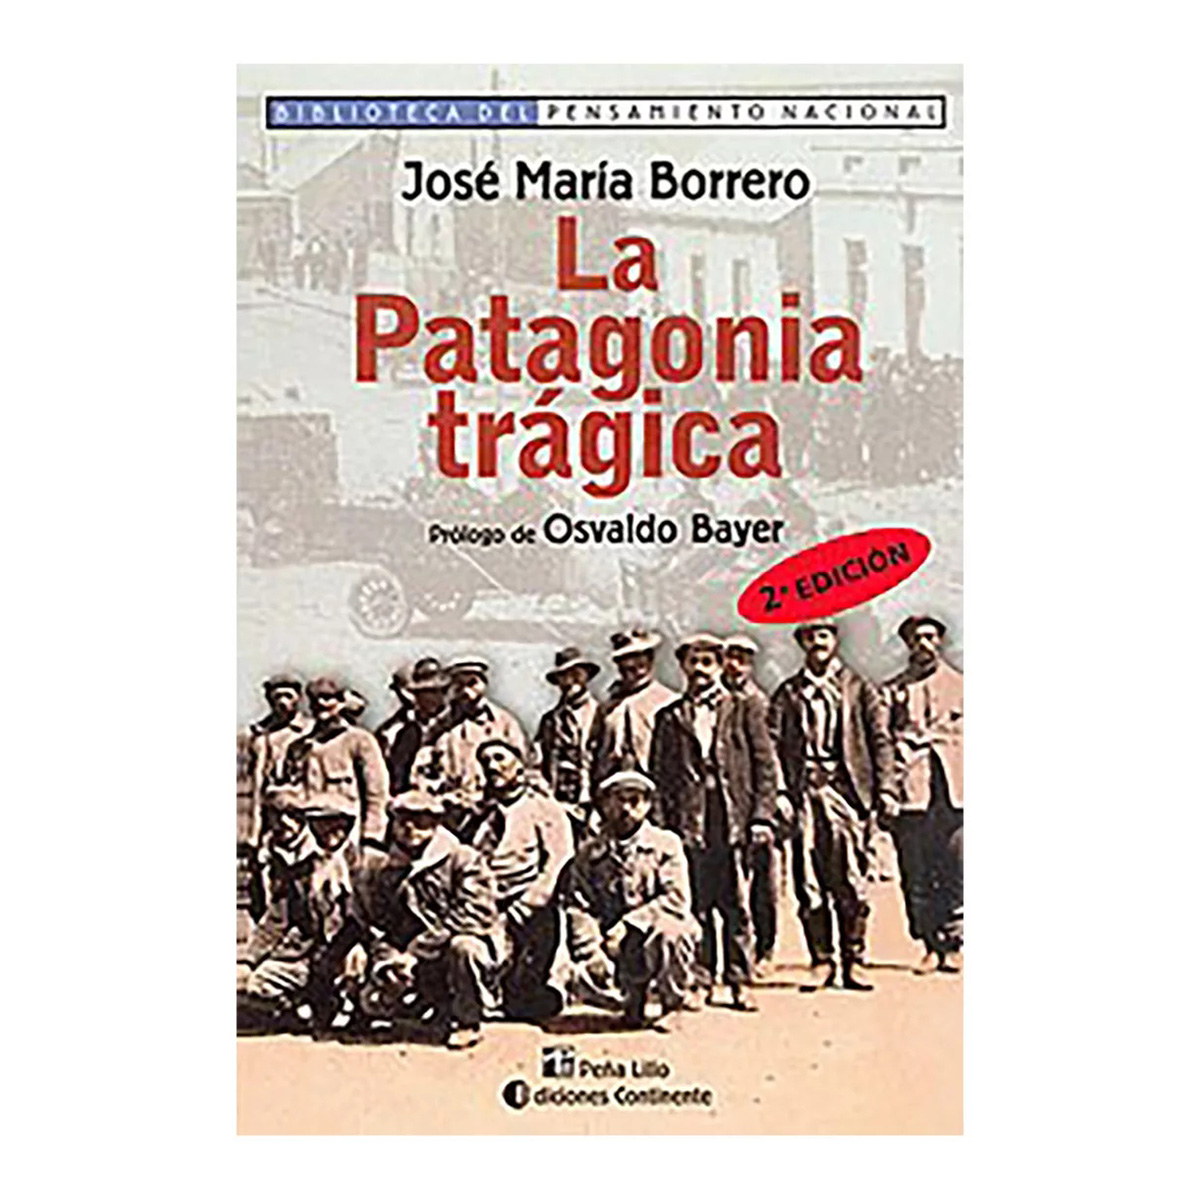 BIBLIOTECA DEL PENSAMIENTO NACIONAL
José María Borrero
La
Patagonia
trágica
Prólogo de Osvaldo Bayer
2ª EDICIÓN
Peña Lillo
Ediciones Continente